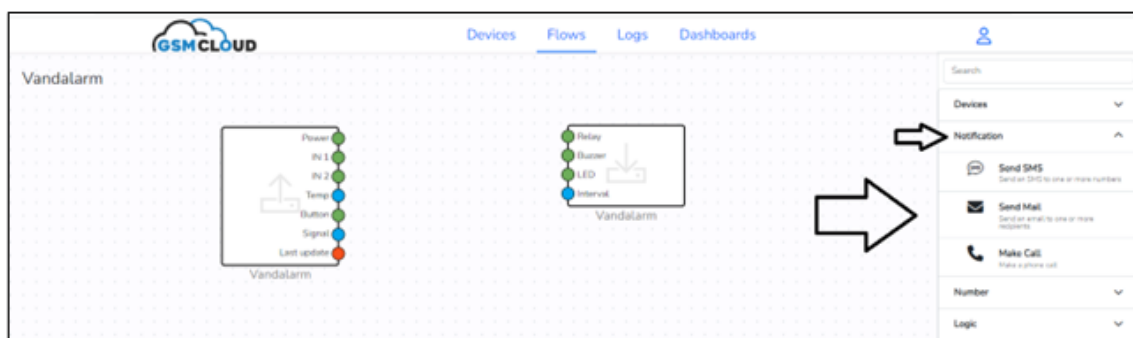 GSMCLOUD
Devices Flows Logs Dashboards
Vandalarm
Power
IN 1
IN 2
Temp
Button
Signal
Last update
Vandalarm
Relay
Buzzer
LED
Interval
Vandalarm
Search
Devices
Notification
Send SMS
Send an SMS to one or more numbers
Send Mail
Send an email to one or more
recipients
Make Call
Make a phone call
Number
Logic